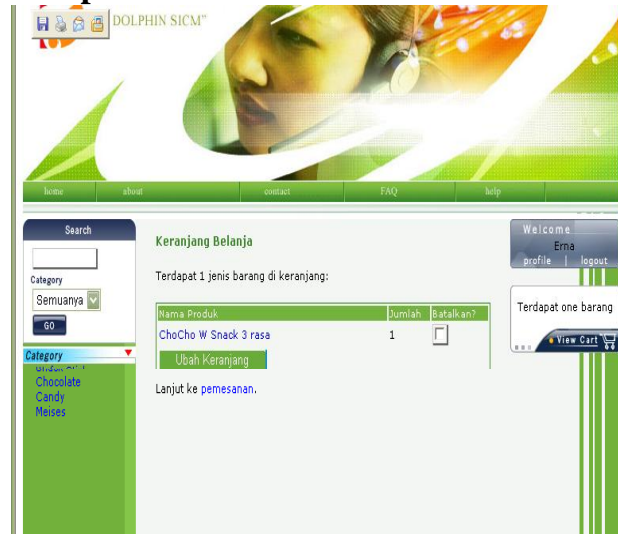 DOLPHIN SICM"
home about contact FAQ help
Search
Category
Semuanya
GO
Category
Chocolate
Candy
Meises
Keranjang Belanja
Terdapat 1 jenis barang di keranjang:
Nama Produk Jumlah Batalkan?
ChoCho W Snack 3 rasa 1
Ubah Keranjang
Lanjut ke pemesanan.
Welcome
Erna
profile | logout
Terdapat one barang
View Cart